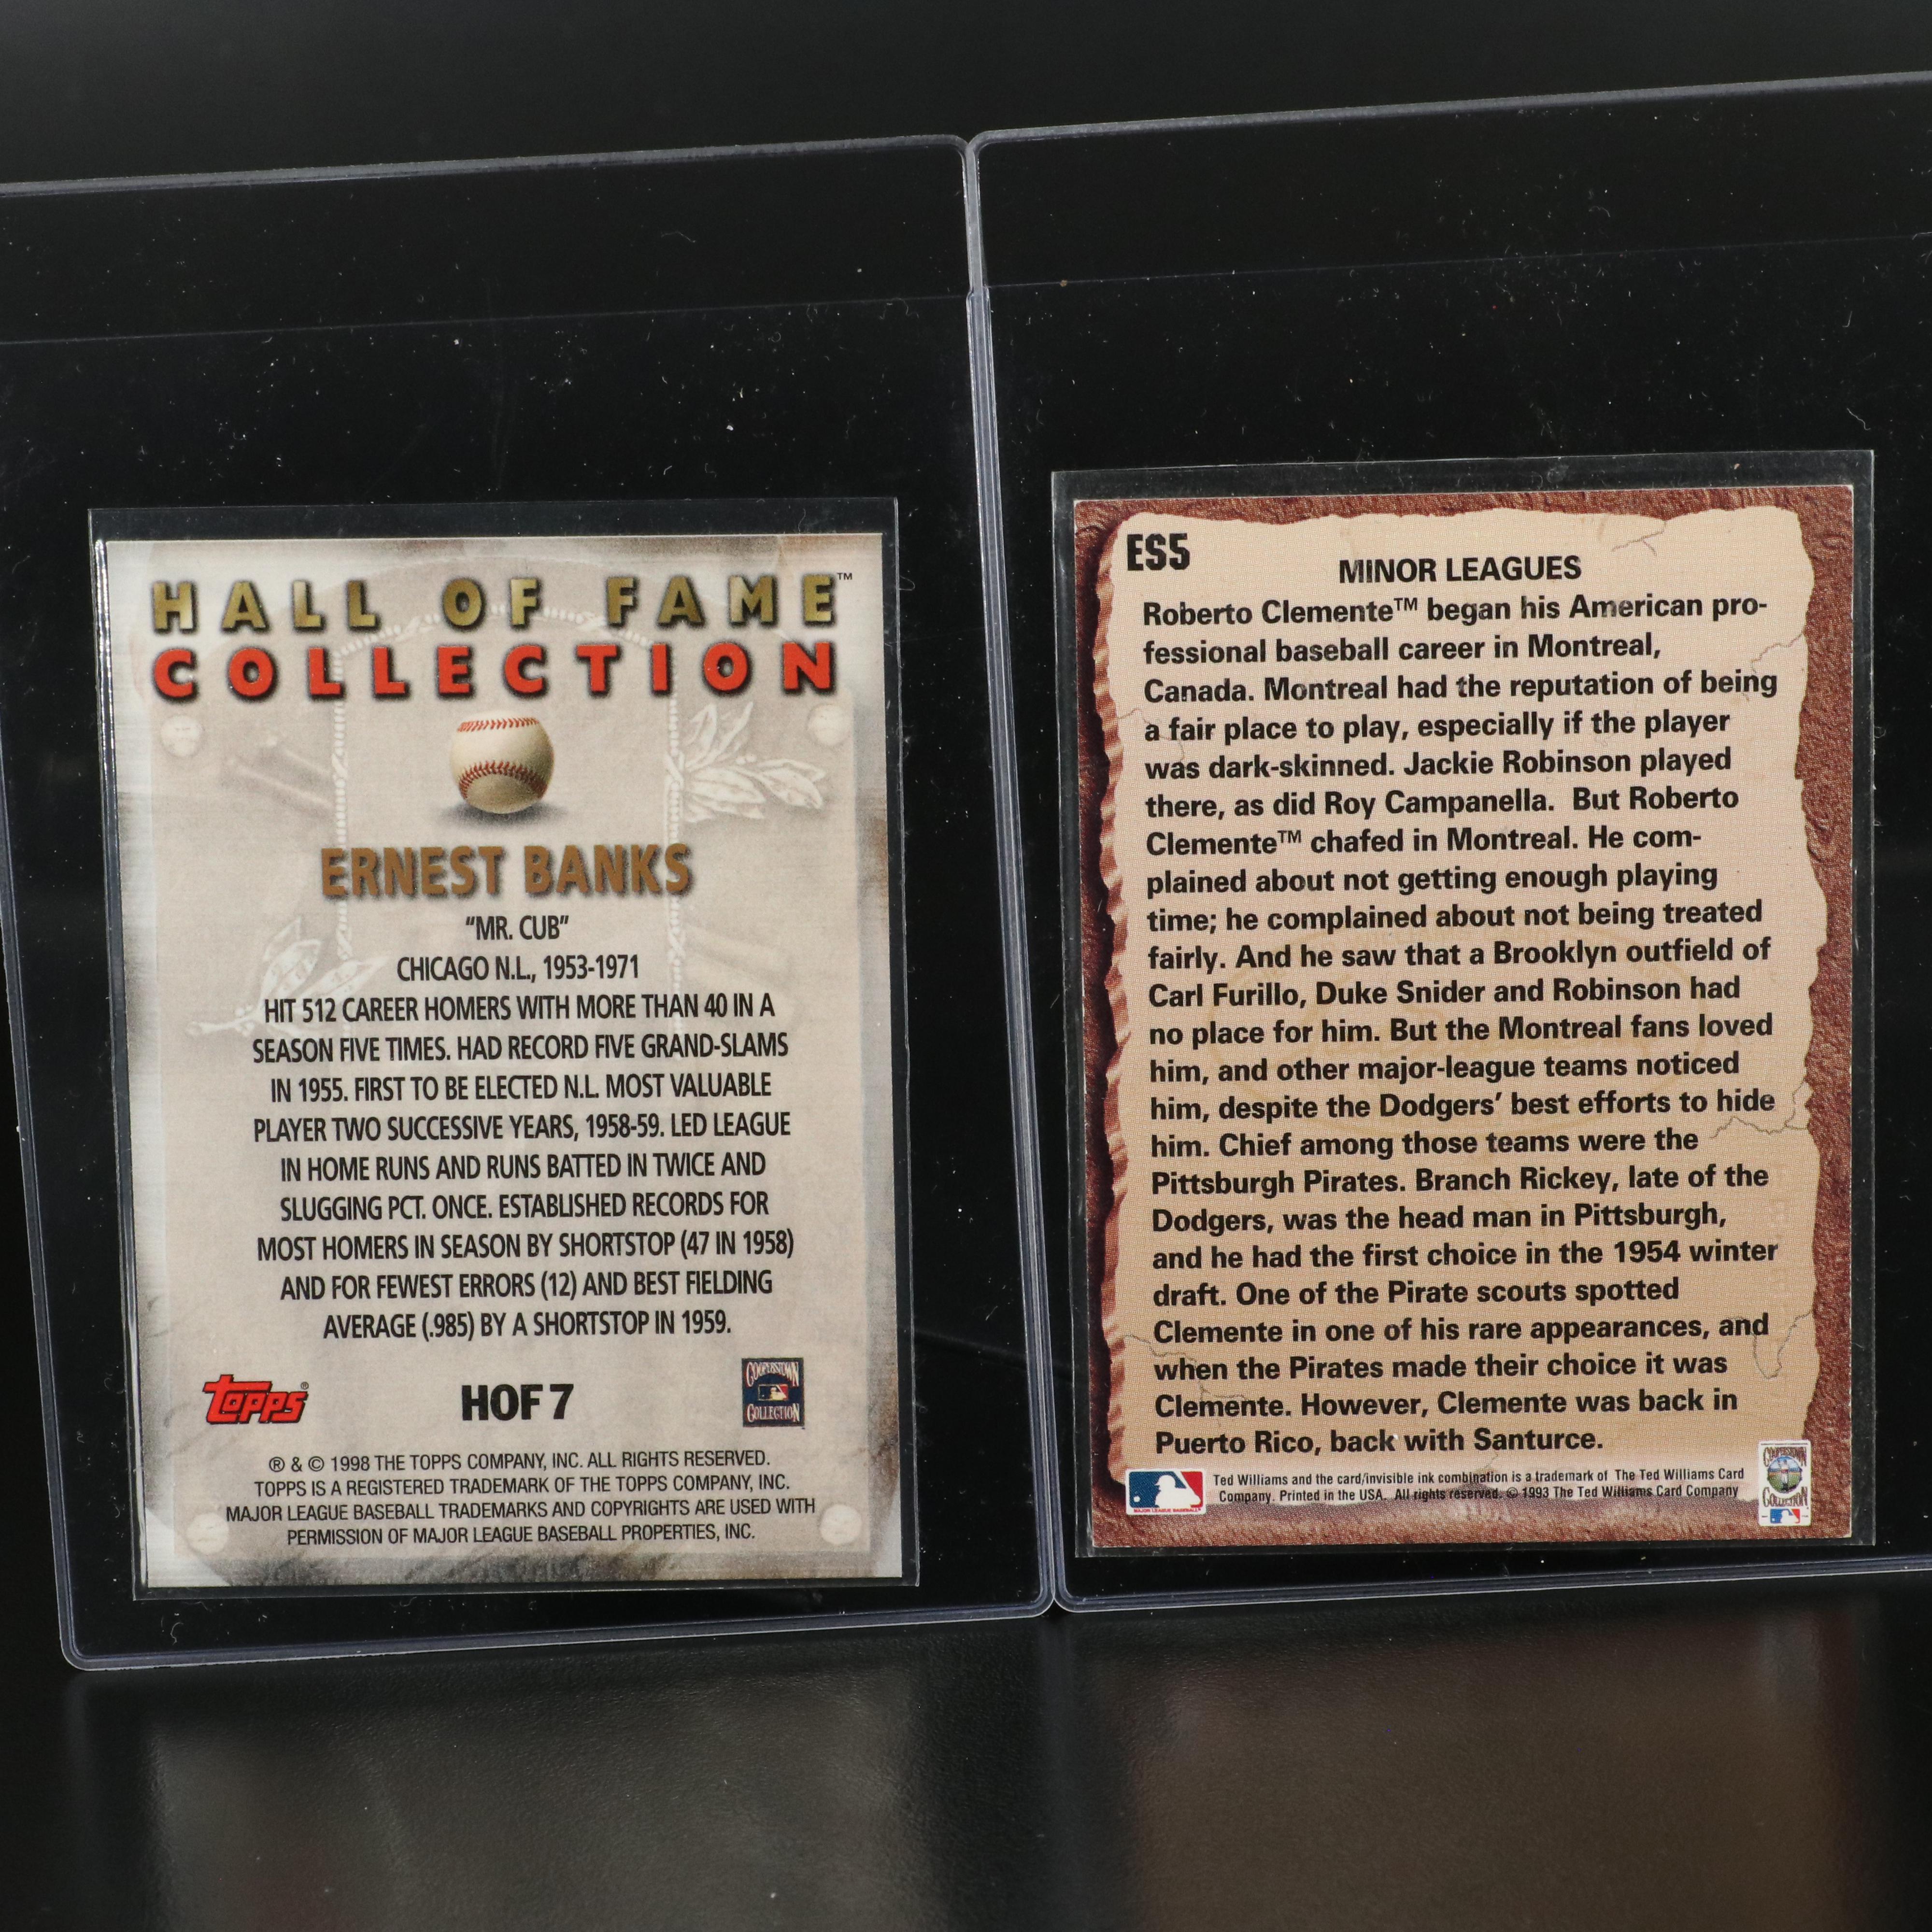 HALL OF FAME™
COLLECTION
ERNEST BANKS
"MR. CUB"
CHICAGO N.L., 1953-1971
HIT 512 CAREER HOMERS WITH MORE THAN 40 IN A
SEASON FIVE TIMES. HAD RECORD FIVE GRAND-SLAMS
IN 1955. FIRST TO BE ELECTED N.L. MOST VALUABLE
PLAYER TWO SUCCESSIVE YEARS, 1958-59. LED LEAGUE
IN HOME RUNS AND RUNS BATTED IN TWICE AND
SLUGGING PCT. ONCE. ESTABLISHED RECORDS FOR
MOST HOMERS IN SEASON BY SHORTSTOP (47 IN 1958)
AND FOR FEWEST ERRORS (12) AND BEST FIELDING
AVERAGE (.985) BY A SHORTSTOP IN 1959.
Topps®
HOF 7
COOPERSTOWN
COLLECTION
® & © 1998 THE TOPPS COMPANY, INC. ALL RIGHTS RESERVED.
TOPPS IS A REGISTERED TRADEMARK OF THE TOPPS COMPANY, INC.
MAJOR LEAGUE BASEBALL TRADEMARKS AND COPYRIGHTS ARE USED WITH
PERMISSION OF MAJOR LEAGUE BASEBALL PROPERTIES, INC.
ES5
MINOR LEAGUES
Roberto Clemente™ began his American pro-
fessional baseball career in Montreal,
Canada. Montreal had the reputation of being
a fair place to play, especially if the player
was dark-skinned. Jackie Robinson played
there, as did Roy Campanella. But Roberto
Clemente™ chafed in Montreal. He com-
plained about not getting enough playing
time; he complained about not being treated
fairly. And he saw that a Brooklyn outfield of
Carl Furillo, Duke Snider and Robinson had
no place for him. But the Montreal fans loved
him, and other major-league teams noticed
him, despite the Dodgers' best efforts to hide
him. Chief among those teams were the
Pittsburgh Pirates. Branch Rickey, late of the
Dodgers, was the head man in Pittsburgh,
and he had the first choice in the 1954 winter
draft. One of the Pirate scouts spotted
Clemente in one of his rare appearances, and
when the Pirates made their choice it was
Clemente. However, Clemente was back in
Puerto Rico, back with Santurce.
MAJOR LEAGUE BASEBALL
Ted Williams and the card/invisible ink combination is a trademark of The Ted Williams Card
Company. Printed in the USA. All rights reserved. © 1993 The Ted Williams Card Company
COOPERSTOWN
COLLECTION